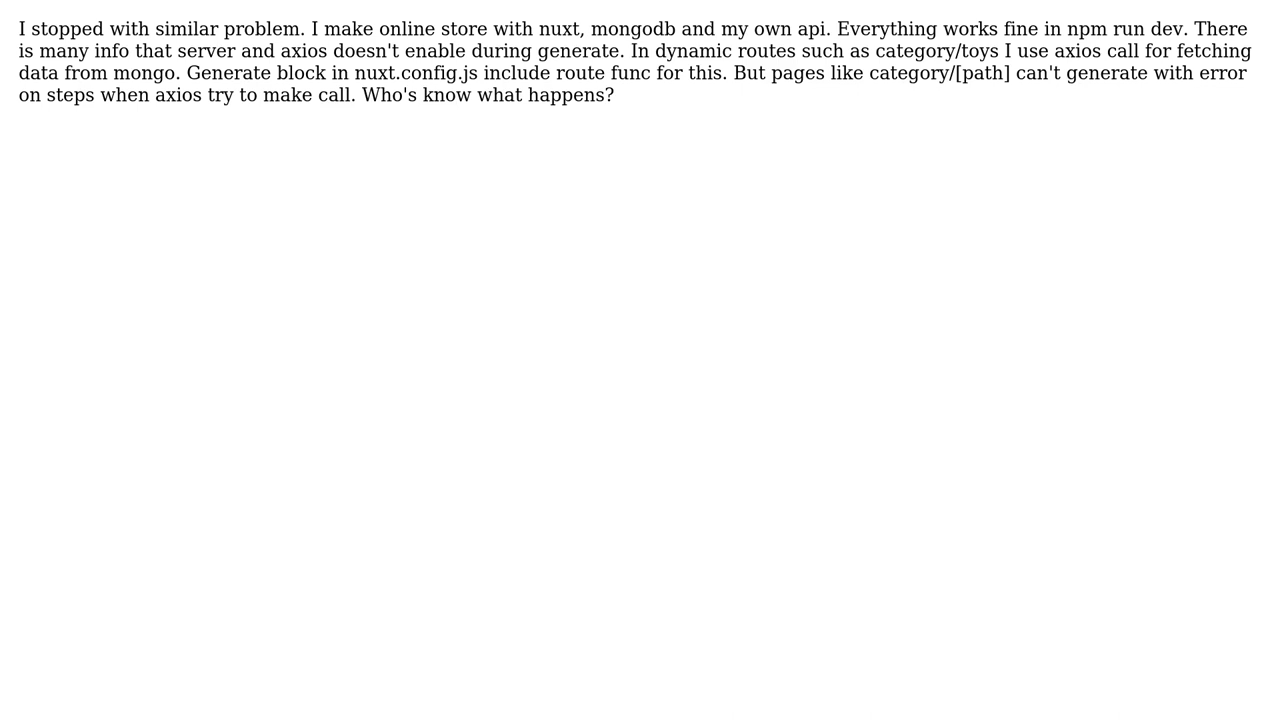 I stopped with similar problem. I make online store with nuxt, mongodb and my own api. Everything works fine in npm run dev. There
is many info that server and axios doesn't enable during generate. In dynamic routes such as category/toys I use axios call for fetching
data from mongo. Generate block in nuxt.config.js include route func for this. But pages like category/[path] can't generate with error
on steps when axios try to make call. Who's know what happens?